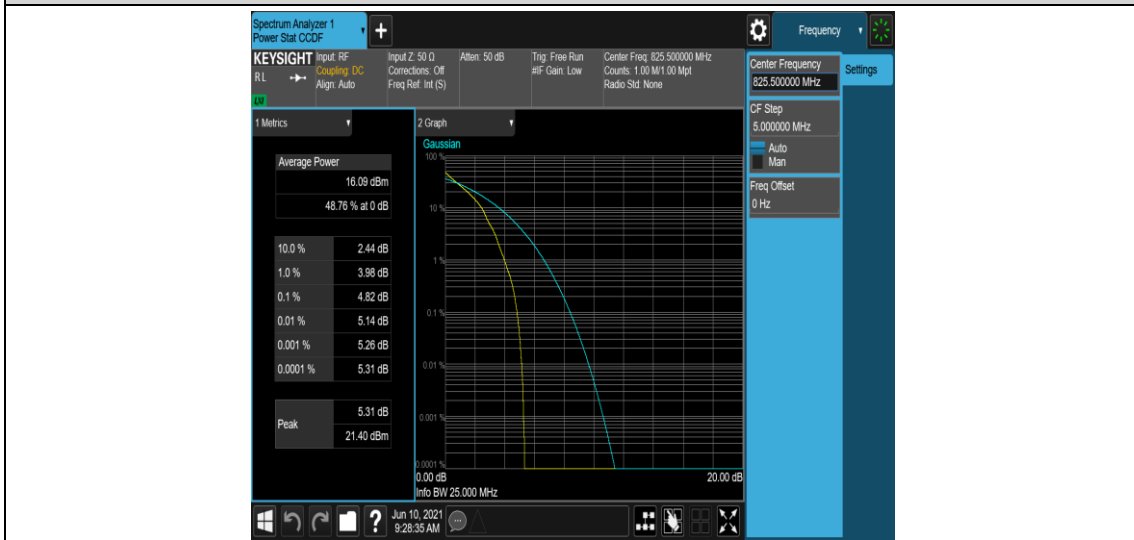 Spectrum Analyzer 1
Power Stat CCDF
+
Frequency
KEYSIGHT
RL
LXI
Input: RF
Coupling: DC
Align: Auto
Input Z: 50 Ω
Corrections: Off
Freq Ref: Int (S)
Atten: 50 dB
Trig: Free Run
#IF Gain: Low
Center Freq: 825.500000 MHz
Counts: 1.00 M/1.00 Mpt
Radio Std: None
Center Frequency
825.500000 MHz
Settings
CF Step
5.000000 MHz
Auto
Man
Freq Offset
0 Hz
1 Metrics
Average Power
16.09 dBm
48.76 % at 0 dB
10.0 % 2.44 dB
1.0 % 3.98 dB
0.1 % 4.82 dB
0.01 % 5.14 dB
0.001 % 5.26 dB
0.0001 % 5.31 dB
Peak
5.31 dB
21.40 dBm
2 Graph
Gaussian
100 %
10 %
1 %
0.1 %
0.01 %
0.001 %
0.0001 %
0.00 dB 20.00 dB
Info BW 25.000 MHz
?
Jun 10, 2021
9:28:35 AM